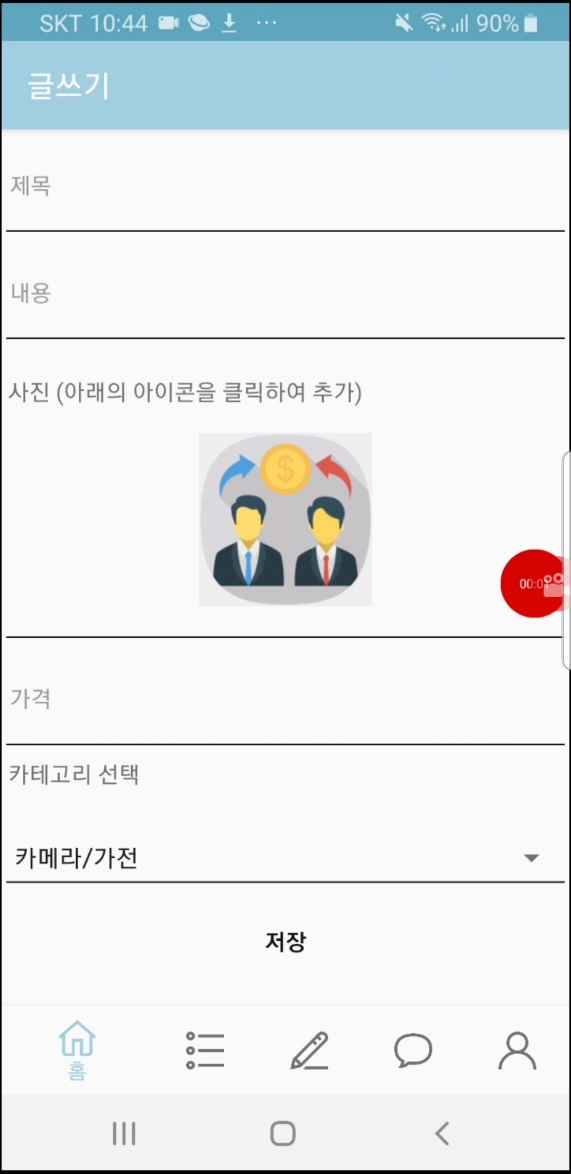 SKT 10:44 ... 90%
글쓰기
제목
내용
사진 (아래의 아이콘을 클릭하여 추가)
$
가격
카테고리 선택
카메라/가전
저장
홈